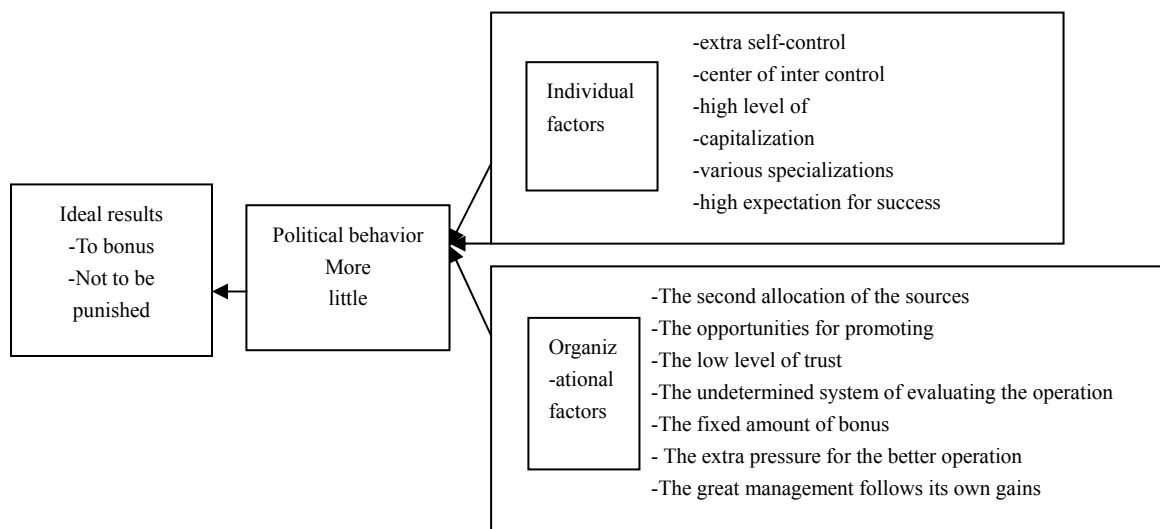 Ideal results
-To bonus
-Not to be
punished
Political behavior
More
little
Individual
factors
-extra self-control
-center of inter control
-high level of
-capitalization
-various specializations
-high expectation for success
Organiz
-ational
factors
-The second allocation of the sources
-The opportunities for promoting
-The low level of trust
-The undetermined system of evaluating the operation
-The fixed amount of bonus
- The extra pressure for the better operation
-The great management follows its own gains